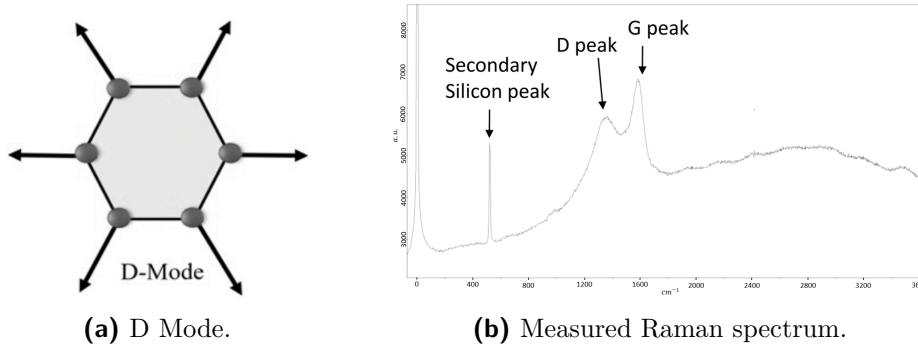 D-Mode
(a) D Mode.
Secondary
Silicon peak
D peak
G peak
a.u.
8000
7000
6000
5000
4000
3000
0 400 800 1200 1600 2000 2400 2800 3200 3600
cm⁻¹
(b) Measured Raman spectrum.